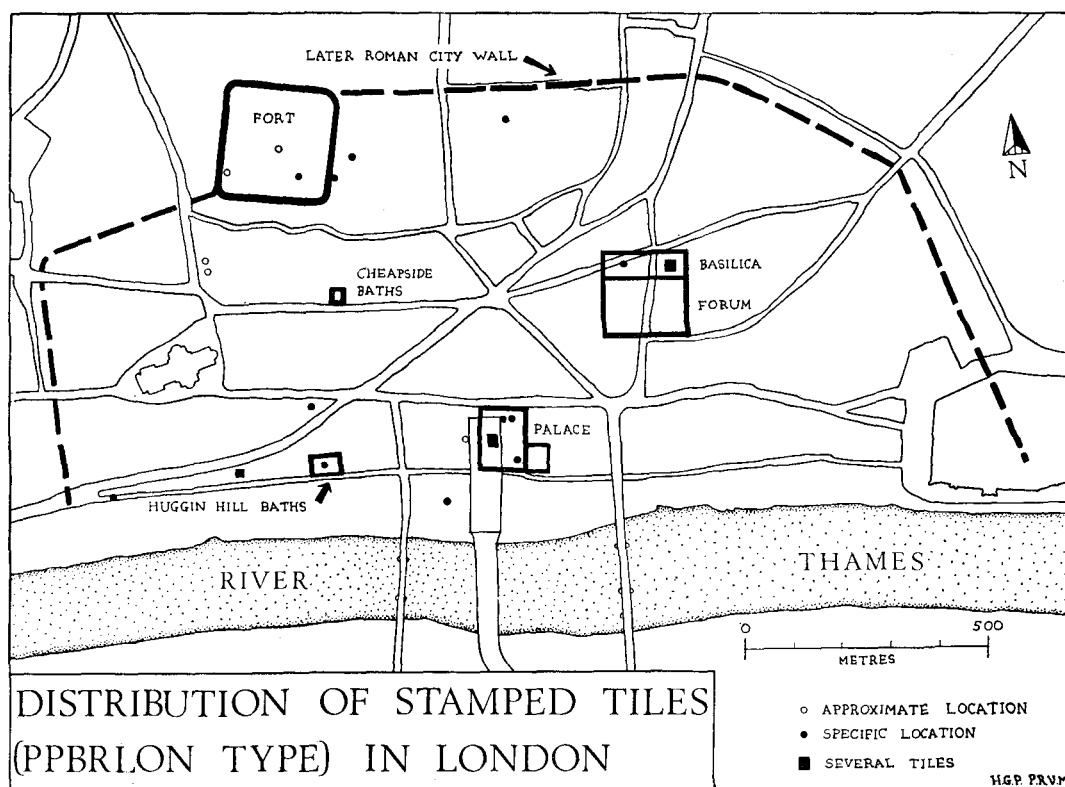 LATER ROMAN CITY WALL
FORT
N
CHEAPSIDE
BATHS
BASILICA
FORUM
PALACE
HUGGIN HILL BATHS
RIVER
THAMES
0 500
METRES
DISTRIBUTION OF STAMPED TILES
(PPBRLON TYPE) IN LONDON
APPROXIMATE LOCATION
SPECIFIC LOCATION
SEVERAL TILES
H.G.P. P.R.V.M